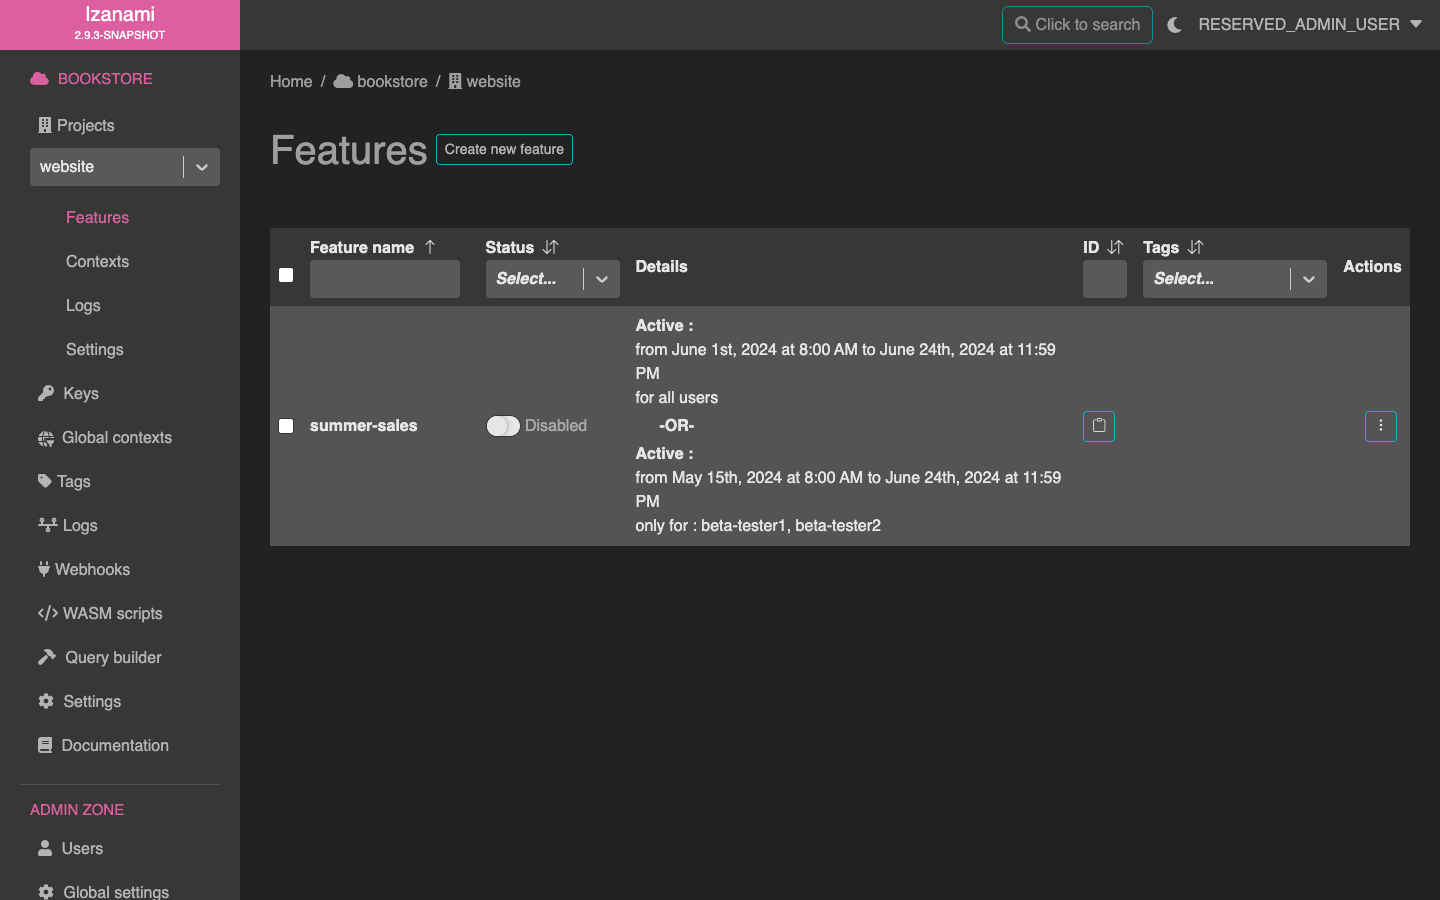 Izanami
2.9.3-SNAPSHOT
Click to search
RESERVED_ADMIN_USER
BOOKSTORE
Projects
website
Features
Contexts
Logs
Settings
Keys
Global contexts
Tags
Logs
Webhooks
WASM scripts
Query builder
Settings
Documentation
ADMIN ZONE
Users
Global settings
Home / bookstore / website
Features
Create new feature
Feature name
Status
Select...
Details
ID
Tags
Select...
Actions
summer-sales
Disabled
Active :
from June 1st, 2024 at 8:00 AM to June 24th, 2024 at 11:59
PM
for all users
-OR-
Active :
from May 15th, 2024 at 8:00 AM to June 24th, 2024 at 11:59
PM
only for : beta-tester1, beta-tester2